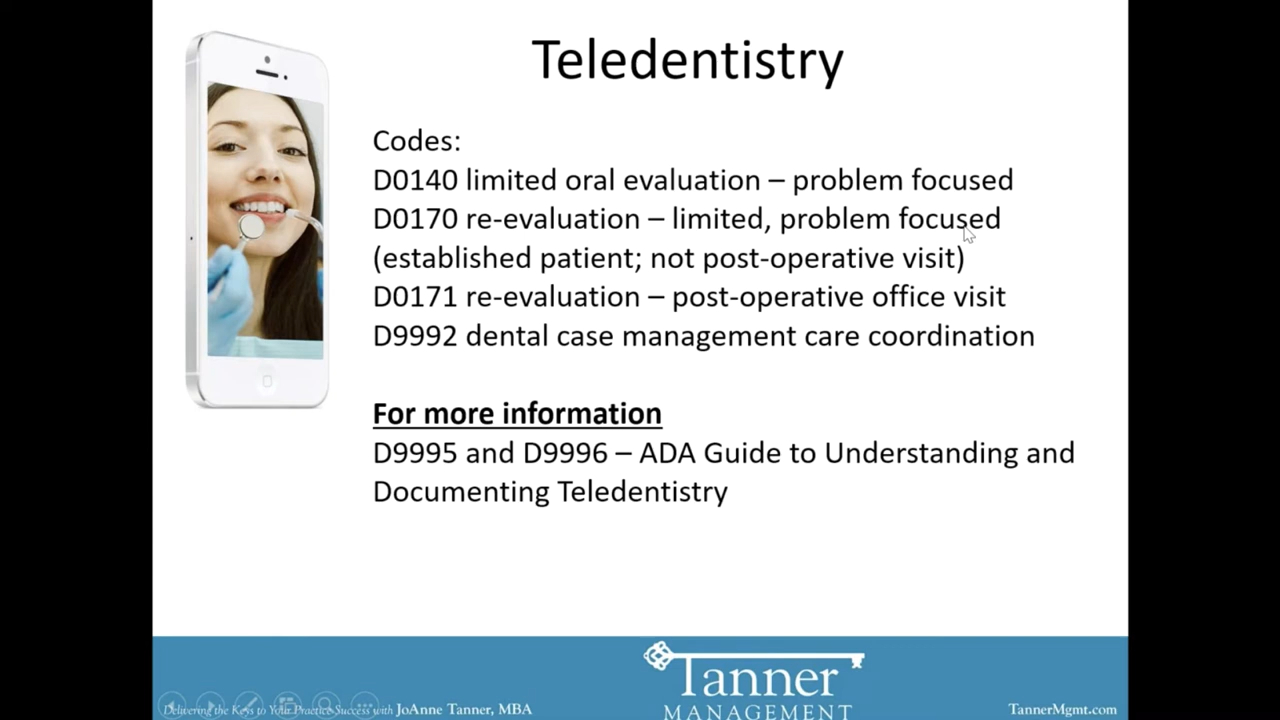 Teledentistry
Codes:
D0140 limited oral evaluation – problem focused
D0170 re-evaluation – limited, problem focused
(established patient; not post-operative visit)
D0171 re-evaluation – post-operative office visit
D9992 dental case management care coordination
For more information
D9995 and D9996 – ADA Guide to Understanding and
Documenting Teledentistry
Delivering the Keys to Your Practice Success with JoAnne Tanner, MBA
Tanner
MANAGEMENT
TannerMgmt.com